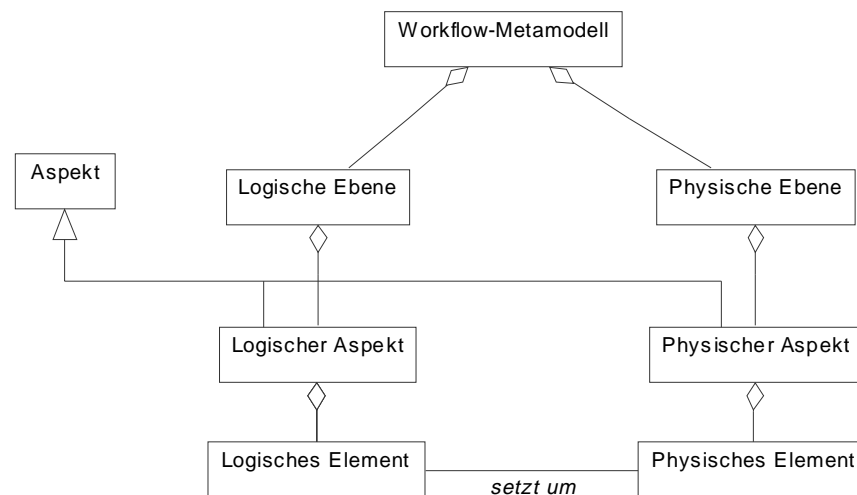 Workflow-Metamodell
Aspekt
Logische Ebene
Physische Ebene
Logischer Aspekt
Physischer Aspekt
Logisches Element
Physisches Element
setzt um